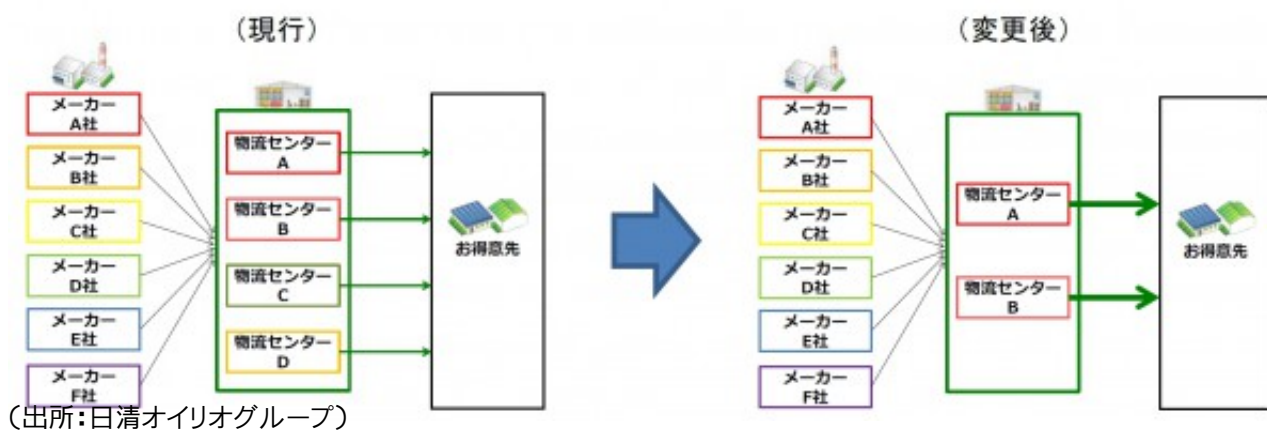 （現行）
メーカー
A社
メーカー
B社
メーカー
C社
メーカー
D社
メーカー
E社
メーカー
F社
物流センター
A
物流センター
B
物流センター
C
物流センター
D
お得意先
（変更後）
メーカー
A社
メーカー
B社
メーカー
C社
メーカー
D社
メーカー
E社
メーカー
F社
物流センター
A
物流センター
B
お得意先
（出所：日清オイリオグループ）